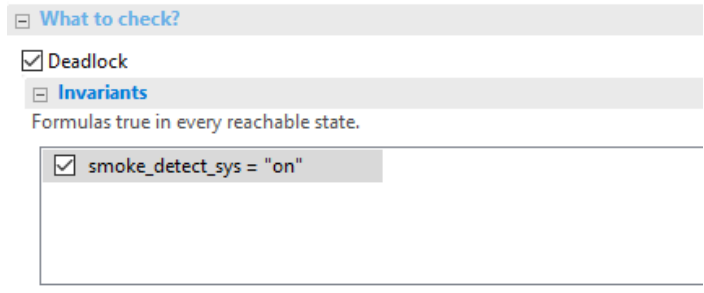 What to check?
Deadlock
Invariants
Formulas true in every reachable state.
smoke_detect_sys = "on"